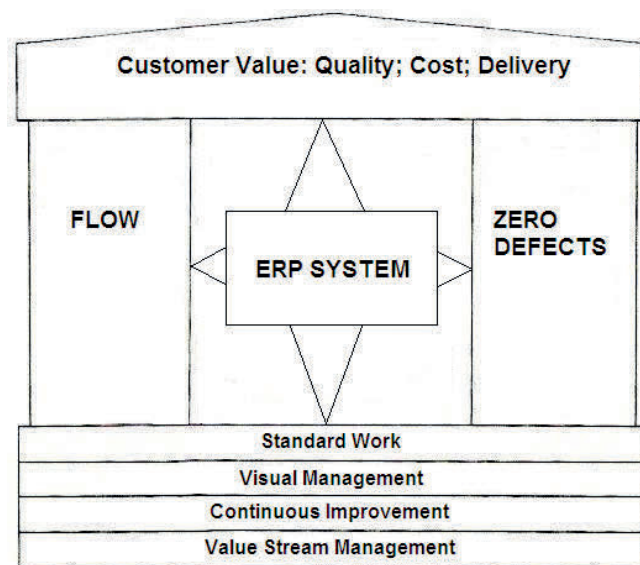 Customer Value: Quality; Cost; Delivery
FLOW
ERP SYSTEM
ZERO
DEFECTS
Standard Work
Visual Management
Continuous Improvement
Value Stream Management